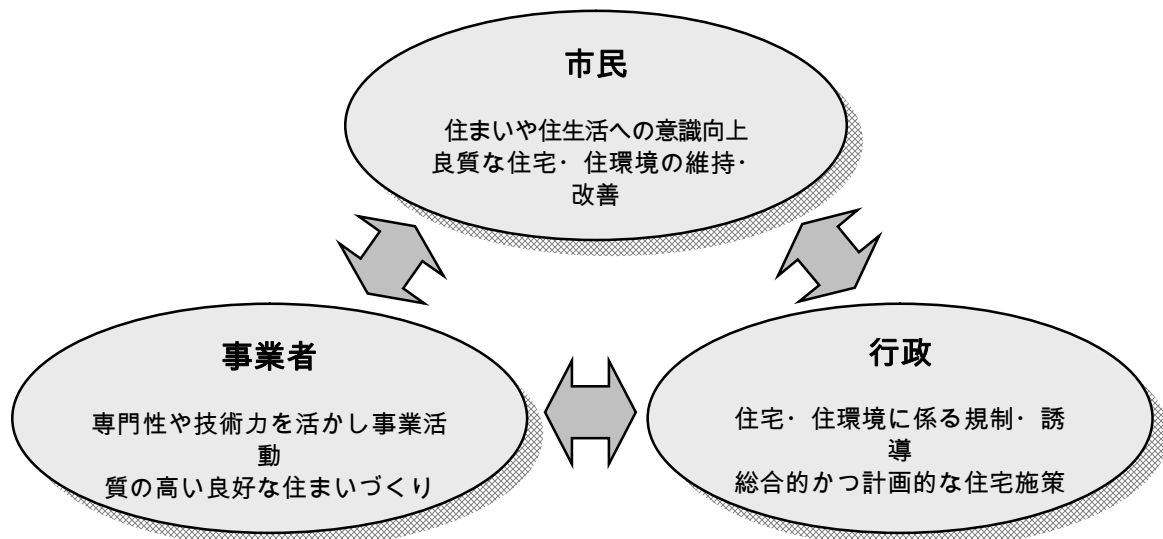 市民
住まいや住生活への意識向上
良質な住宅・住環境の維持・
改善
事業者
専門性や技術力を活かし事業活
動
質の高い良好な住まいづくり
行政
住宅・住環境に係る規制・誘
導
総合的かつ計画的な住宅施策